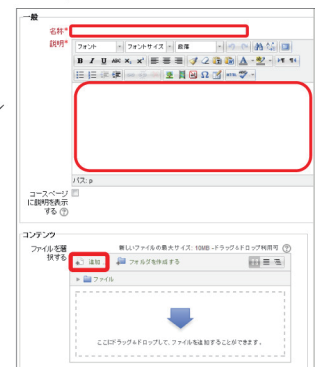 一般
名称*
説明*
フォント フォントサイズ 段落
B I U ABC x₂ x²
HTML
パス: p
コースページに説明を表示する
コンテンツ
ファイルを選択する
新しいファイルの最大サイズ: 10MB - ドラッグ&ドロップ利用可
追加 フォルダを作成する
ファイル
ここにドラッグ&ドロップして、ファイルを追加することができます。